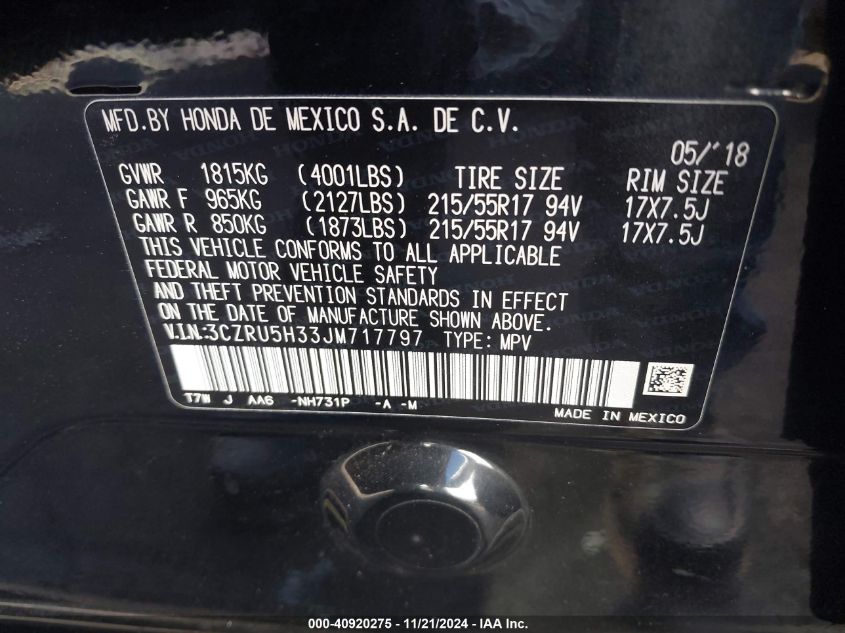 MFD.BY HONDA DE MEXICO S.A. DE C.V.
05/'18
GVWR 1815KG (4001LBS) TIRE SIZE RIM SIZE
GAWR F 965KG (2127LBS) 215/55R17 94V 17X7.5J
GAWR R 850KG (1873LBS) 215/55R17 94V 17X7.5J
THIS VEHICLE CONFORMS TO ALL APPLICABLE
FEDERAL MOTOR VEHICLE SAFETY
AND THEFT PREVENTION STANDARDS IN EFFECT
ON THE DATE OF MANUFACTURE SHOWN ABOVE.
V.I.N:3CZRU5H33JM717797 TYPE: MPV
T7W J AA6 -NH731P -A -M
MADE IN MEXICO
000-40920275 - 11/21/2024 - IAA Inc.